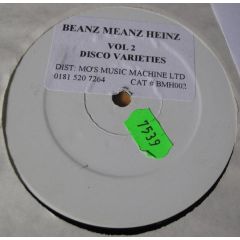 BEANZ MEANZ HEINZ
VOL 2
DISCO VARIETIES
DIST: MO'S MUSIC MACHINE LTD
0181 520 7264 CAT # BMH002
7539